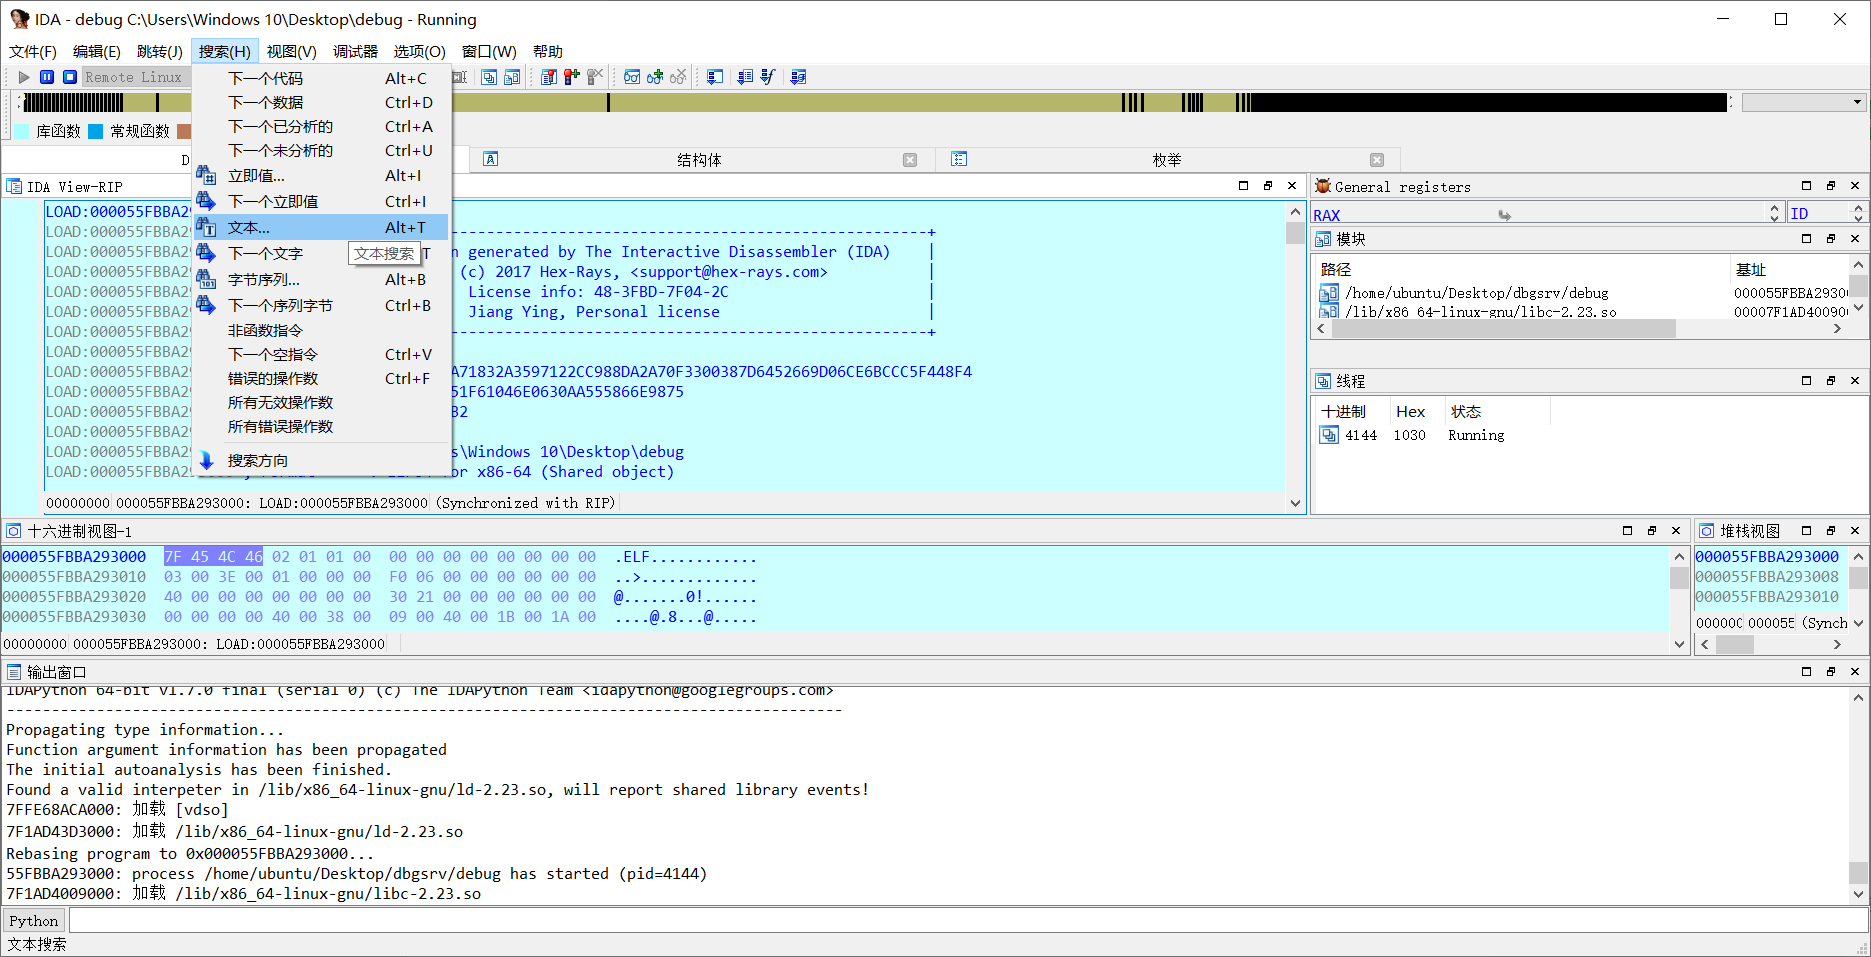 IDA - debug C:\Users\Windows 10\Desktop\debug - Running
文件(F) 编辑(E) 跳转(J) 搜索(H) 视图(V) 调试器 选项(O) 窗口(W) 帮助
Remote Linux
库函数 常规函数
D
结构体
枚举
下一个代码 Alt+C
下一个数据 Ctrl+D
下一个已分析的 Ctrl+A
下一个未分析的 Ctrl+U
立即值... Alt+I
下一个立即值 Ctrl+I
文本... Alt+T
下一个文字 T
文本搜索
字节序列... Alt+B
下一个序列字节 Ctrl+B
非函数指令
下一个空指令 Ctrl+V
错误的操作数 Ctrl+F
所有无效操作数
所有错误操作数
搜索方向
IDA View-RIP
LOAD:000055FBBA2
LOAD:000055FBBA2 -----------------------------------------------------+
LOAD:000055FBBA2 n generated by The Interactive Disassembler (IDA) |
LOAD:000055FBBA2 (c) 2017 Hex-Rays, <support@hex-rays.com> |
LOAD:000055FBBA2 License info: 48-3FBD-7F04-2C |
LOAD:000055FBBA2 Jiang Ying, Personal license |
LOAD:000055FBBA2 -----------------------------------------------------+
LOAD:000055FBBA2
LOAD:000055FBBA2 A71832A3597122CC988DA2A70F3300387D6452669D06CE6BCCC5F448F4
LOAD:000055FBBA2 51F61046E0630AA555866E9875
LOAD:000055FBBA2 B2
LOAD:000055FBBA2
LOAD:000055FBBA2 s\Windows 10\Desktop\debug
LOAD:000055FBBA2 or x86-64 (Shared object)
00000000 000055FBBA293000: LOAD:000055FBBA293000 (Synchronized with RIP)
General registers
RAX
ID
模块
路径 基址
/home/ubuntu/Desktop/dbgsrv/debug 000055FBBA2930
/lib/x86_64-linux-gnu/libc-2.23.so 00007F1AD40090
线程
十进制 Hex 状态
4144 1030 Running
十六进制视图-1
000055FBBA293000 7F 45 4C 46 02 01 01 00 00 00 00 00 00 00 00 00 .ELF............
000055FBBA293010 03 00 3E 00 01 00 00 00 F0 06 00 00 00 00 00 00 ..>.............
000055FBBA293020 40 00 00 00 00 00 00 00 30 21 00 00 00 00 00 00 @.......0!......
000055FBBA293030 00 00 00 00 40 00 38 00 09 00 40 00 1B 00 1A 00 ....@.8...@.....
00000000 000055FBBA293000: LOAD:000055FBBA293000
堆栈视图
000055FBBA293000
000055FBBA293008
000055FBBA293010
00000C 000055E (Synch
输出窗口
IDAPython 64-bit v1.7.0 final (serial 0) (c) The IDAPython Team <idapython@googlegroups.com>
---------------------------------------------------------------------------------------------
Propagating type information...
Function argument information has been propagated
The initial autoanalysis has been finished.
Found a valid interpeter in /lib/x86_64-linux-gnu/ld-2.23.so, will report shared library events!
7FFE68ACA000: 加载 [vdso]
7F1AD43D3000: 加载 /lib/x86_64-linux-gnu/ld-2.23.so
Rebasing program to 0x000055FBBA293000...
55FBBA293000: process /home/ubuntu/Desktop/dbgsrv/debug has started (pid=4144)
7F1AD4009000: 加载 /lib/x86_64-linux-gnu/libc-2.23.so
Python
文本搜索